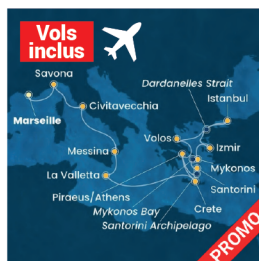 Vols
inclus
Savona
Dardanelles Strait
Istanbul
Civitavecchia
Marseille
Volos
Izmir
Messina
Mykonos
La Valletta
Santorini
Piraeus/Athens
Mykonos Bay
Crete
Santorini Archipelago
PROMO